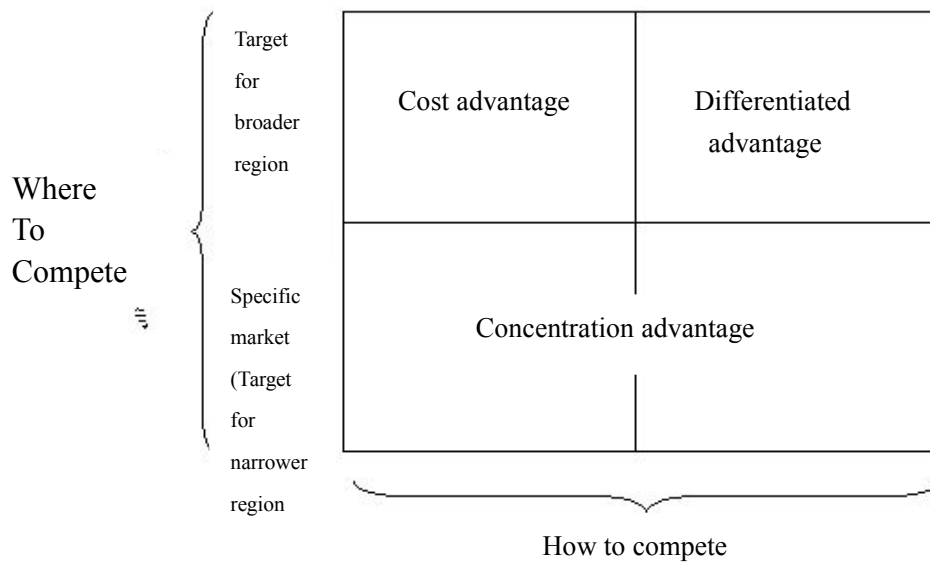 Target
for
broader
region
Cost advantage
Differentiated
advantage
Where
To
Compete
Specific
market
(Target
for
narrower
region
Concentration advantage
How to compete